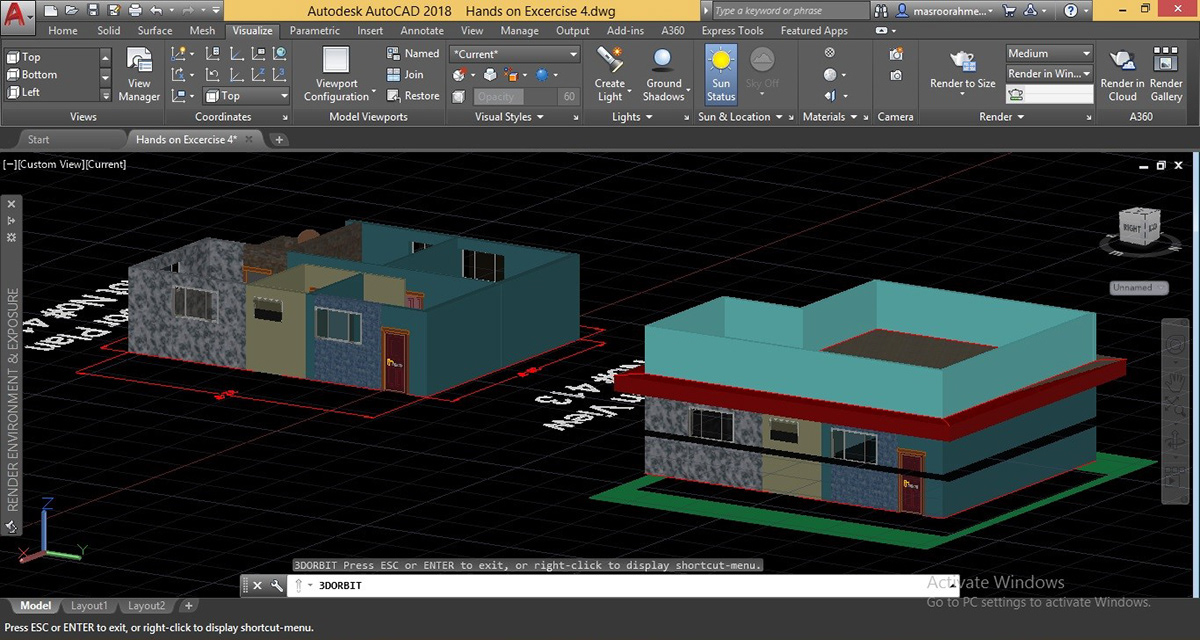 Autodesk AutoCAD 2018 Hands on Excercise 4.dwg
Type a keyword or phrase
masroorahme...
Home Solid Surface Mesh Visualize Parametric Insert Annotate View Manage Output Add-ins A360 Express Tools Featured Apps
Top
Bottom
Left
View
Manager
Views
Top
Coordinates
Viewport
Configuration
Named
Join
Restore
Model Viewports
*Current*
Opacity 60
Visual Styles
Create
Light
Ground
Shadows
Lights
Sun
Status
Sky Off
Sun & Location
Materials
Camera
Render to Size
Medium
Render in Win...
Render
Render in
Cloud
Render
Gallery
A360
Start
Hands on Excercise 4*
[−][Custom View][Current]
RENDER ENVIRONMENT & EXPOSURE
RIGHT
Unnamed
Z
X
Y
3DORBIT Press ESC or ENTER to exit, or right-click to display shortcut-menu.
3DORBIT
Activate Windows
Go to PC settings to activate Windows.
Model Layout1 Layout2 +
Press ESC or ENTER to exit, or right-click to display shortcut-menu.